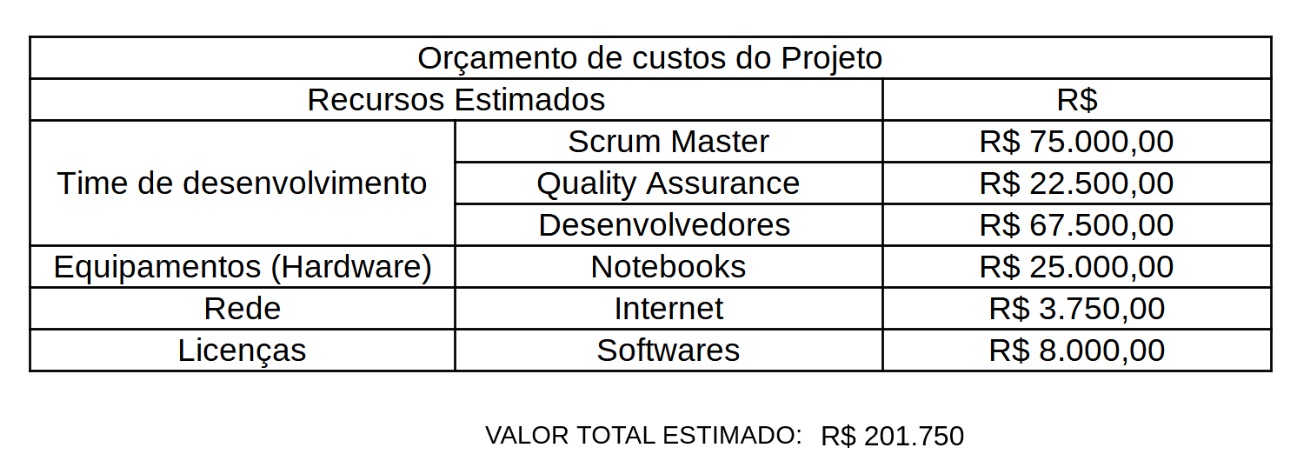 Orçamento de custos do Projeto
Recursos Estimados R$
Time de desenvolvimento Scrum Master R$ 75.000,00
Quality Assurance R$ 22.500,00
Desenvolvedores R$ 67.500,00
Equipamentos (Hardware) Notebooks R$ 25.000,00
Rede Internet R$ 3.750,00
Licenças Softwares R$ 8.000,00
VALOR TOTAL ESTIMADO: R$ 201.750